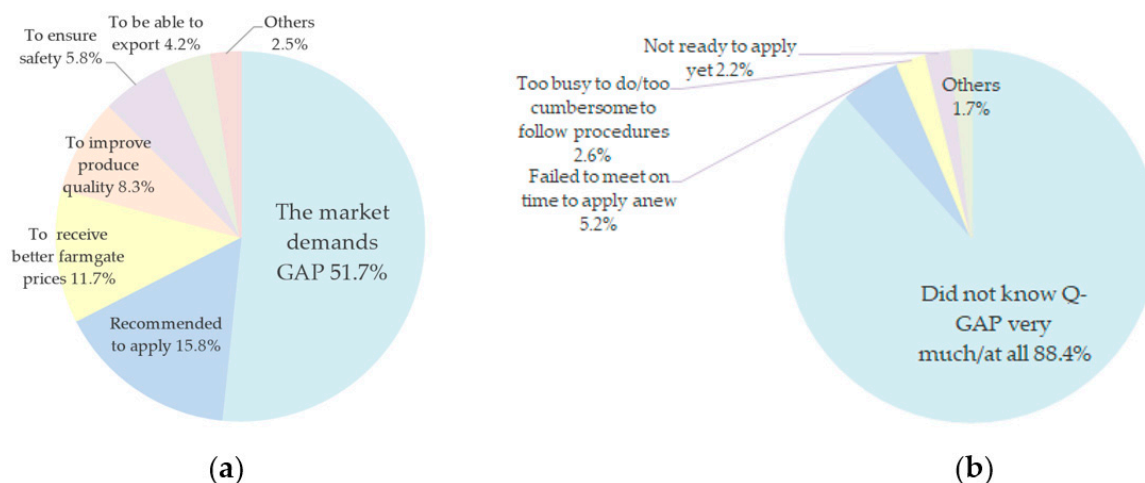 To be able to
export 4.2%
Others
2.5%
To ensure
safety 5.8%
To improve
produce
quality 8.3%
The market
demands
GAP 51.7%
To receive
better farmgate
prices 11.7%
Recommended
to apply 15.8%
(a)
Not ready to apply
yet 2.2%
Too busy to do/too
cumbersome to
follow procedures
2.6%
Others
1.7%
Failed to meet on
time to apply anew
5.2%
Did not know Q-
GAP very
much/at all 88.4%
(b)